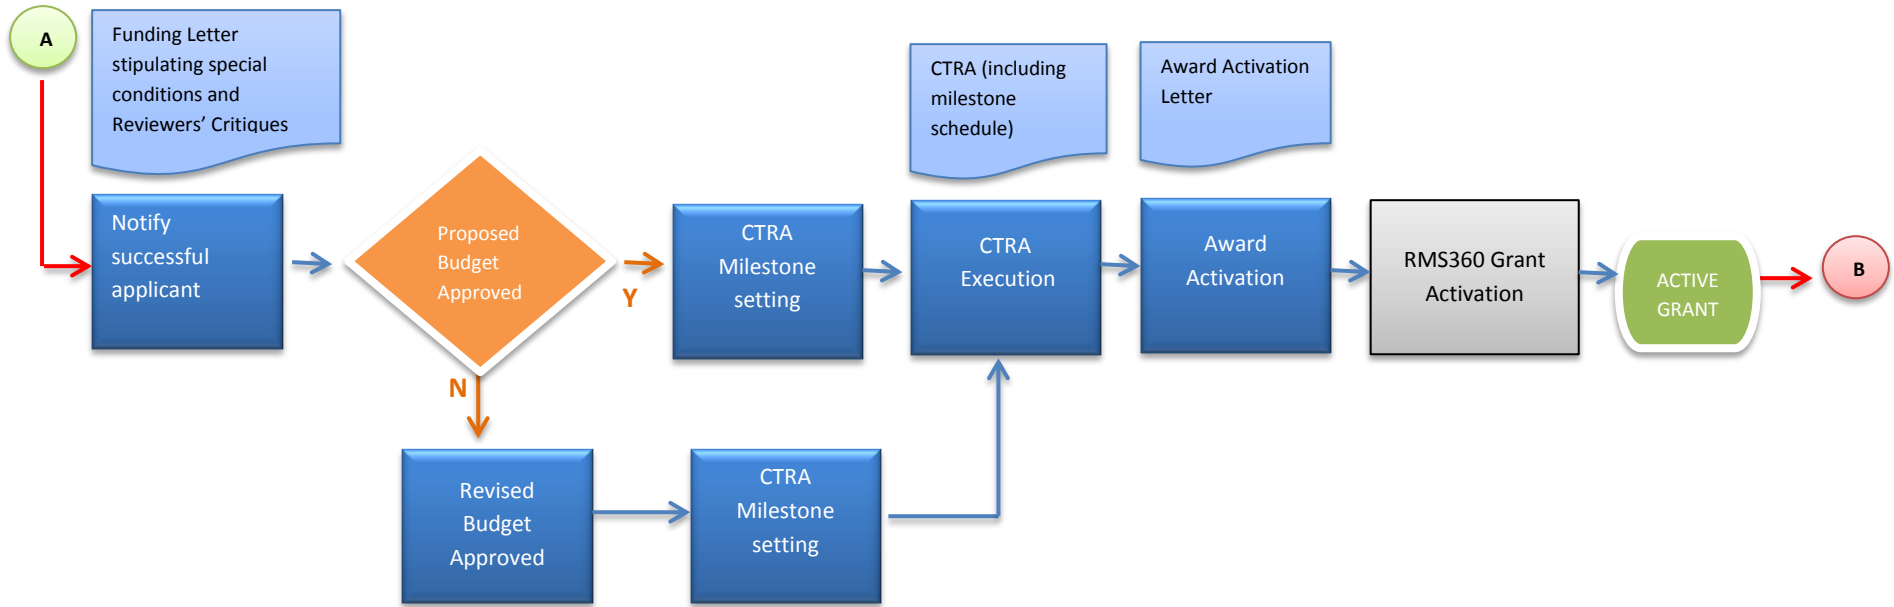 A
Funding Letter
stipulating special
conditions and
Reviewers’ Critiques
CTRA (including
milestone
schedule)
Award Activation
Letter
Notify
successful
applicant
Proposed
Budget
Approved
Y
CTRA
Milestone
setting
CTRA
Execution
Award
Activation
RMS360 Grant
Activation
ACTIVE
GRANT
B
N
Revised
Budget
Approved
CTRA
Milestone
setting